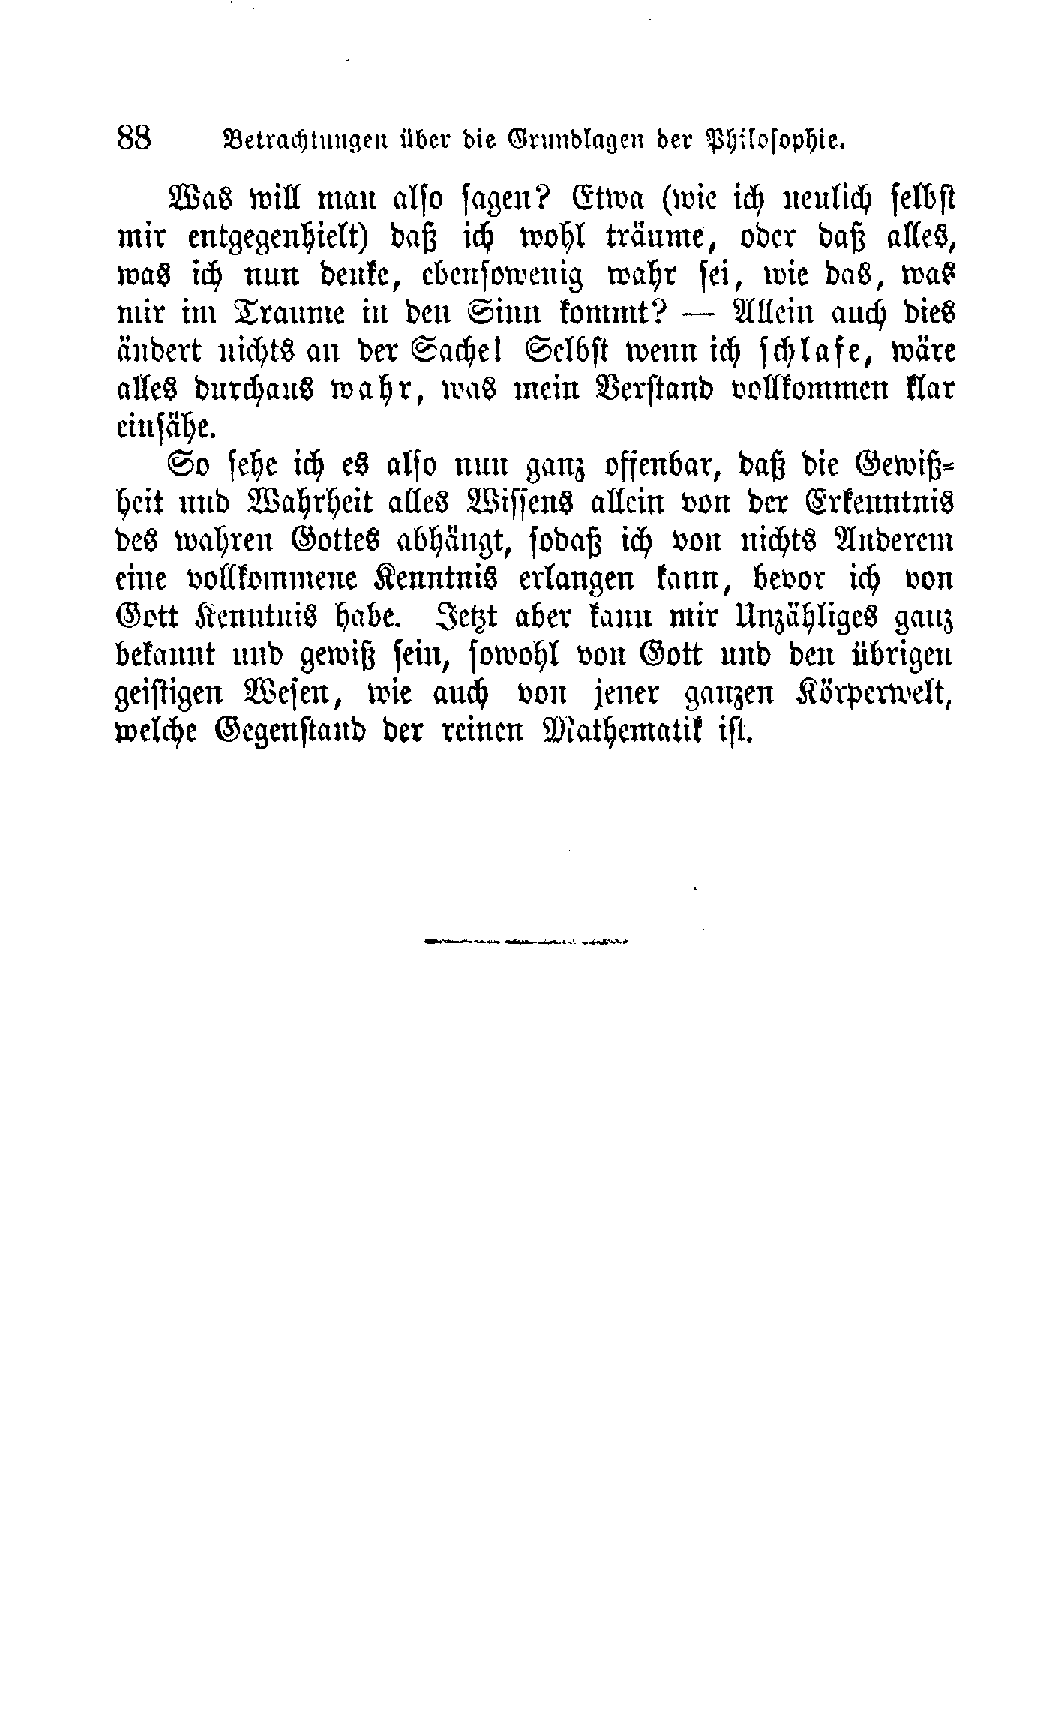 88 Betrachtungen über die Grundlagen der Philosophie.
Was will man also sagen? Etwa (wie ich neulich selbst
mir entgegenhielt) daß ich wohl träume, oder daß alles,
was ich nun denke, ebensowenig wahr sei, wie das, was
mir im Traume in den Sinn kommt? — Allein auch dies
ändert nichts an der Sache! Selbst wenn ich schlafe, wäre
alles durchaus wahr, was mein Verstand vollkommen klar
einsähe.
So sehe ich es also nun ganz offenbar, daß die Gewiß-
heit und Wahrheit alles Wissens allein von der Erkenntnis
des wahren Gottes abhängt, sodaß ich von nichts Anderem
eine vollkommene Kenntnis erlangen kann, bevor ich von
Gott Kenntnis habe. Jetzt aber kann mir Unzähliges ganz
bekannt und gewiß sein, sowohl von Gott und den übrigen
geistigen Wesen, wie auch von jener ganzen Körperwelt,
welche Gegenstand der reinen Mathematik ist.